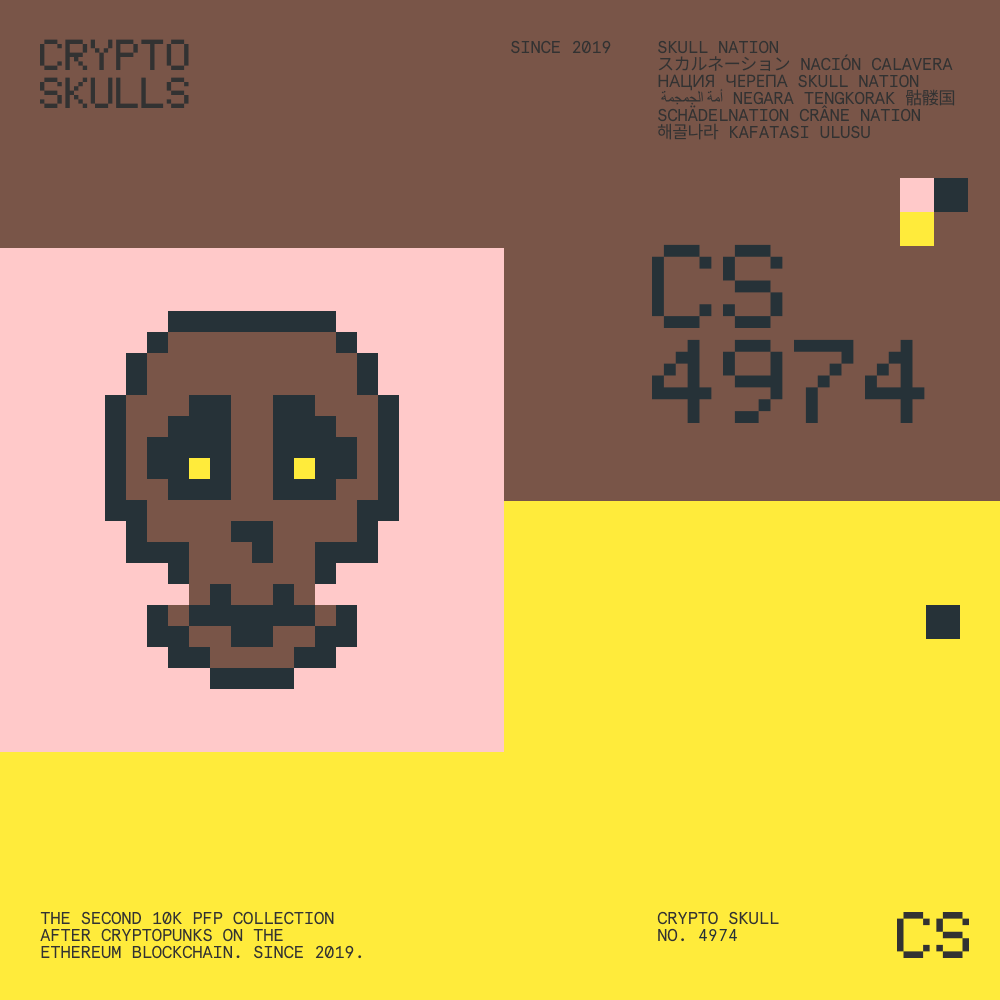 CRYPTO
SKULLS
SINCE 2019
SKULL NATION
スカルネーション NACIÓN CALAVERA
НАЦИЯ ЧЕРЕПА SKULL NATION
أمة الجمجمة NEGARA TENGKORAK 骷髅国
SCHÄDELNATION CRÂNE NATION
해골나라 KAFATASI ULUSU
CS
4974
THE SECOND 10K PFP COLLECTION
AFTER CRYPTOPUNKS ON THE
ETHEREUM BLOCKCHAIN. SINCE 2019.
CRYPTO SKULL
NO. 4974
CS